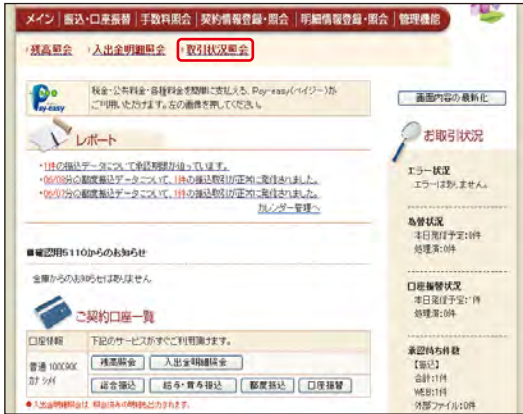 メイン 振込・口座振替 手数料照会 契約情報登録・照会 明細情報登録・照会 管理機能
残高照会 入出金明細照会 取引状況照会
Pay-easy
税金・公共料金・各種料金を簡単に支払える、Pay-easy(ペイジー)が
ご利用いただけます。左の画像を押してください。
画面内容の最新化
レポート
・1件の振込データについて承認期限が迫っています。
・06/08分の都度振込データについて、1件の振込取引が正常に発信されました。
・06/07分の都度振込データについて、1件の振込取引が正常に発信されました。
カレンダー管理へ
お取引状況
エラー状況
エラーはありません。
為替状況
本日発信予定:0件
処理済:0件
■確認用5110からのお知らせ
金庫からのお知らせはありません
口座振替状況
本日発信予定:1件
処理済:0件
ご契約口座一覧
口座情報 下記のサービスがすぐご利用頂けます。
普通
残高照会 入出金明細照会
総合振込 給与・賞与振込 都度振込 口座振替
承認待ち件数
【振込】
合計:1件
WEB:1件
外部ファイル:0件